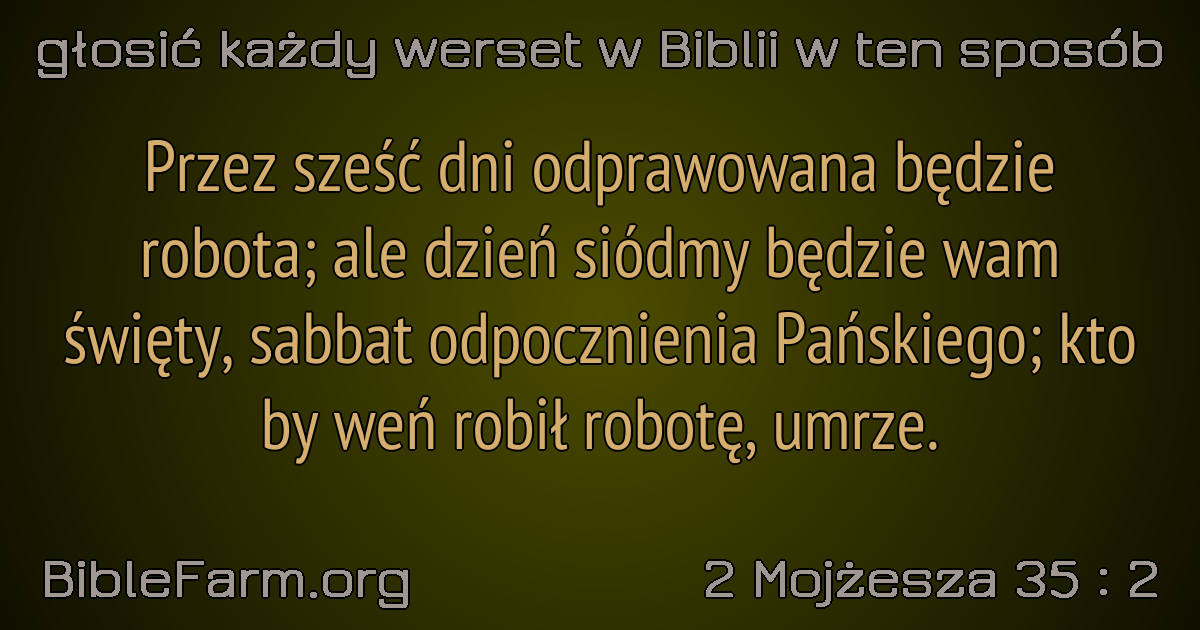 głosić każdy werset w Biblii w ten sposób
Przez sześć dni odprawowana będzie
robota; ale dzień siódmy będzie wam
święty, sabbat odpocznienia Pańskiego; kto
by weń robił robotę, umrze.
BibleFarm.org
2 Mojżesza 35 : 2